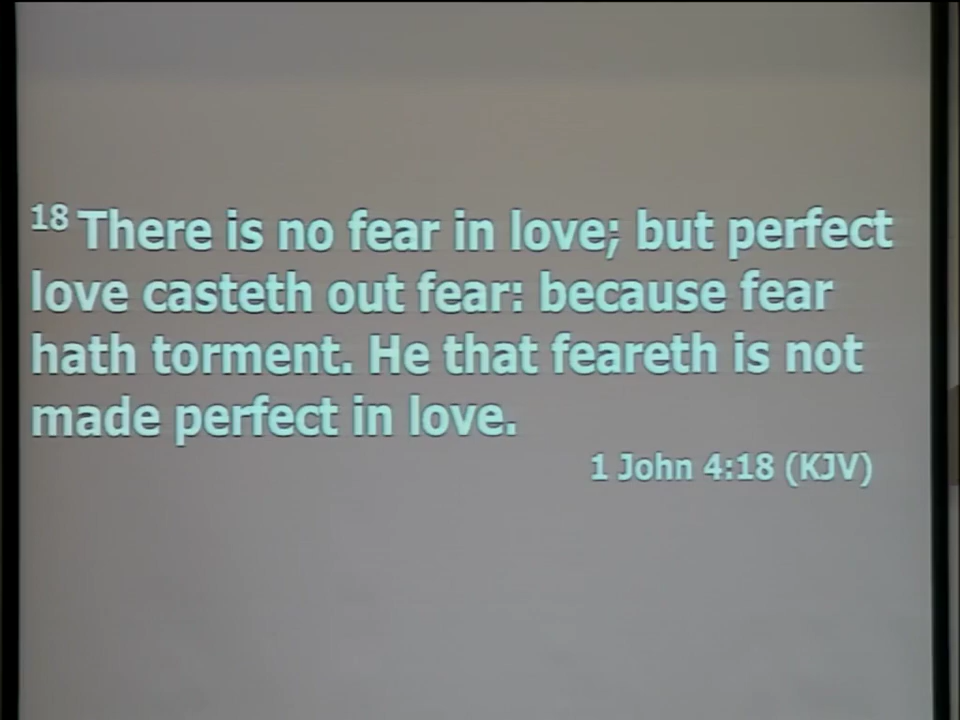 18 There is no fear in love; but perfect
love casteth out fear: because fear
hath torment. He that feareth is not
made perfect in love.
1 John 4:18 (KJV)